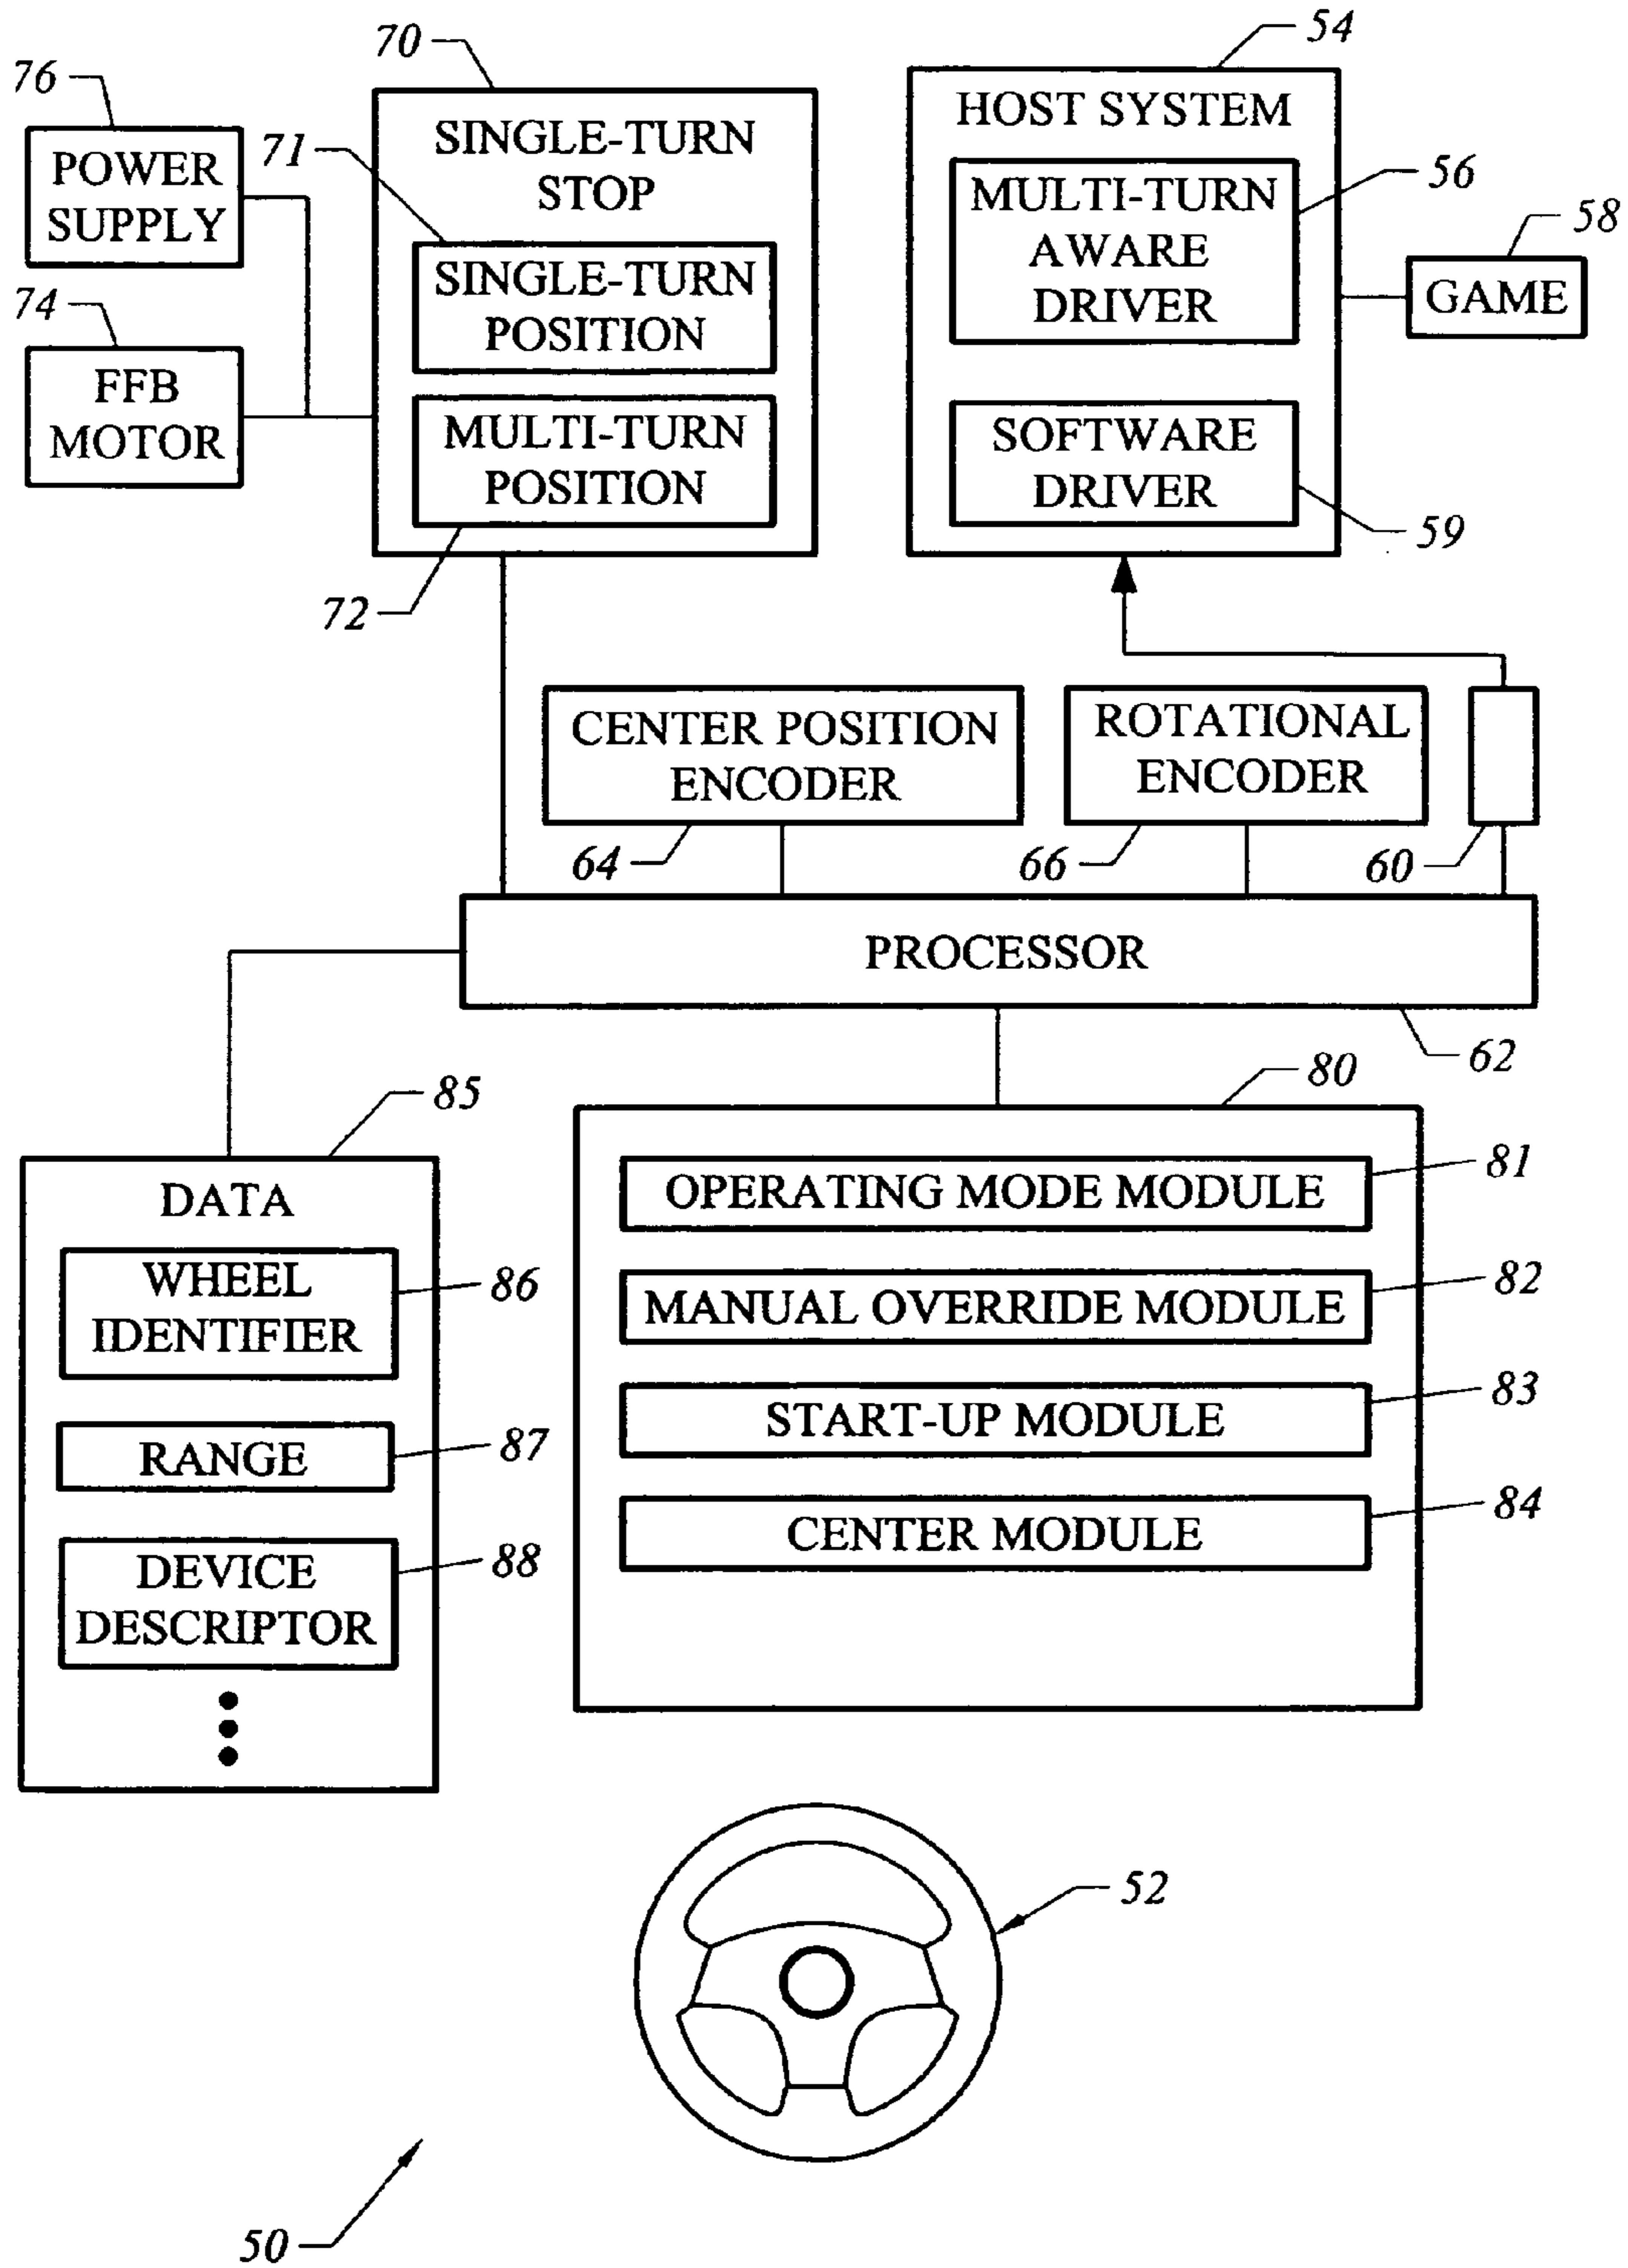 70
54
76
POWER
SUPPLY
71
SINGLE-TURN
STOP
SINGLE-TURN
POSITION
MULTI-TURN
POSITION
72
74
FFB
MOTOR
HOST SYSTEM
MULTI-TURN
AWARE
DRIVER
56
58
GAME
SOFTWARE
DRIVER
59
CENTER POSITION
ENCODER
64
ROTATIONAL
ENCODER
66
60
PROCESSOR
62
85
DATA
WHEEL
IDENTIFIER
86
RANGE
87
DEVICE
DESCRIPTOR
88
80
OPERATING MODE MODULE
81
MANUAL OVERRIDE MODULE
82
START-UP MODULE
83
CENTER MODULE
84
52
50